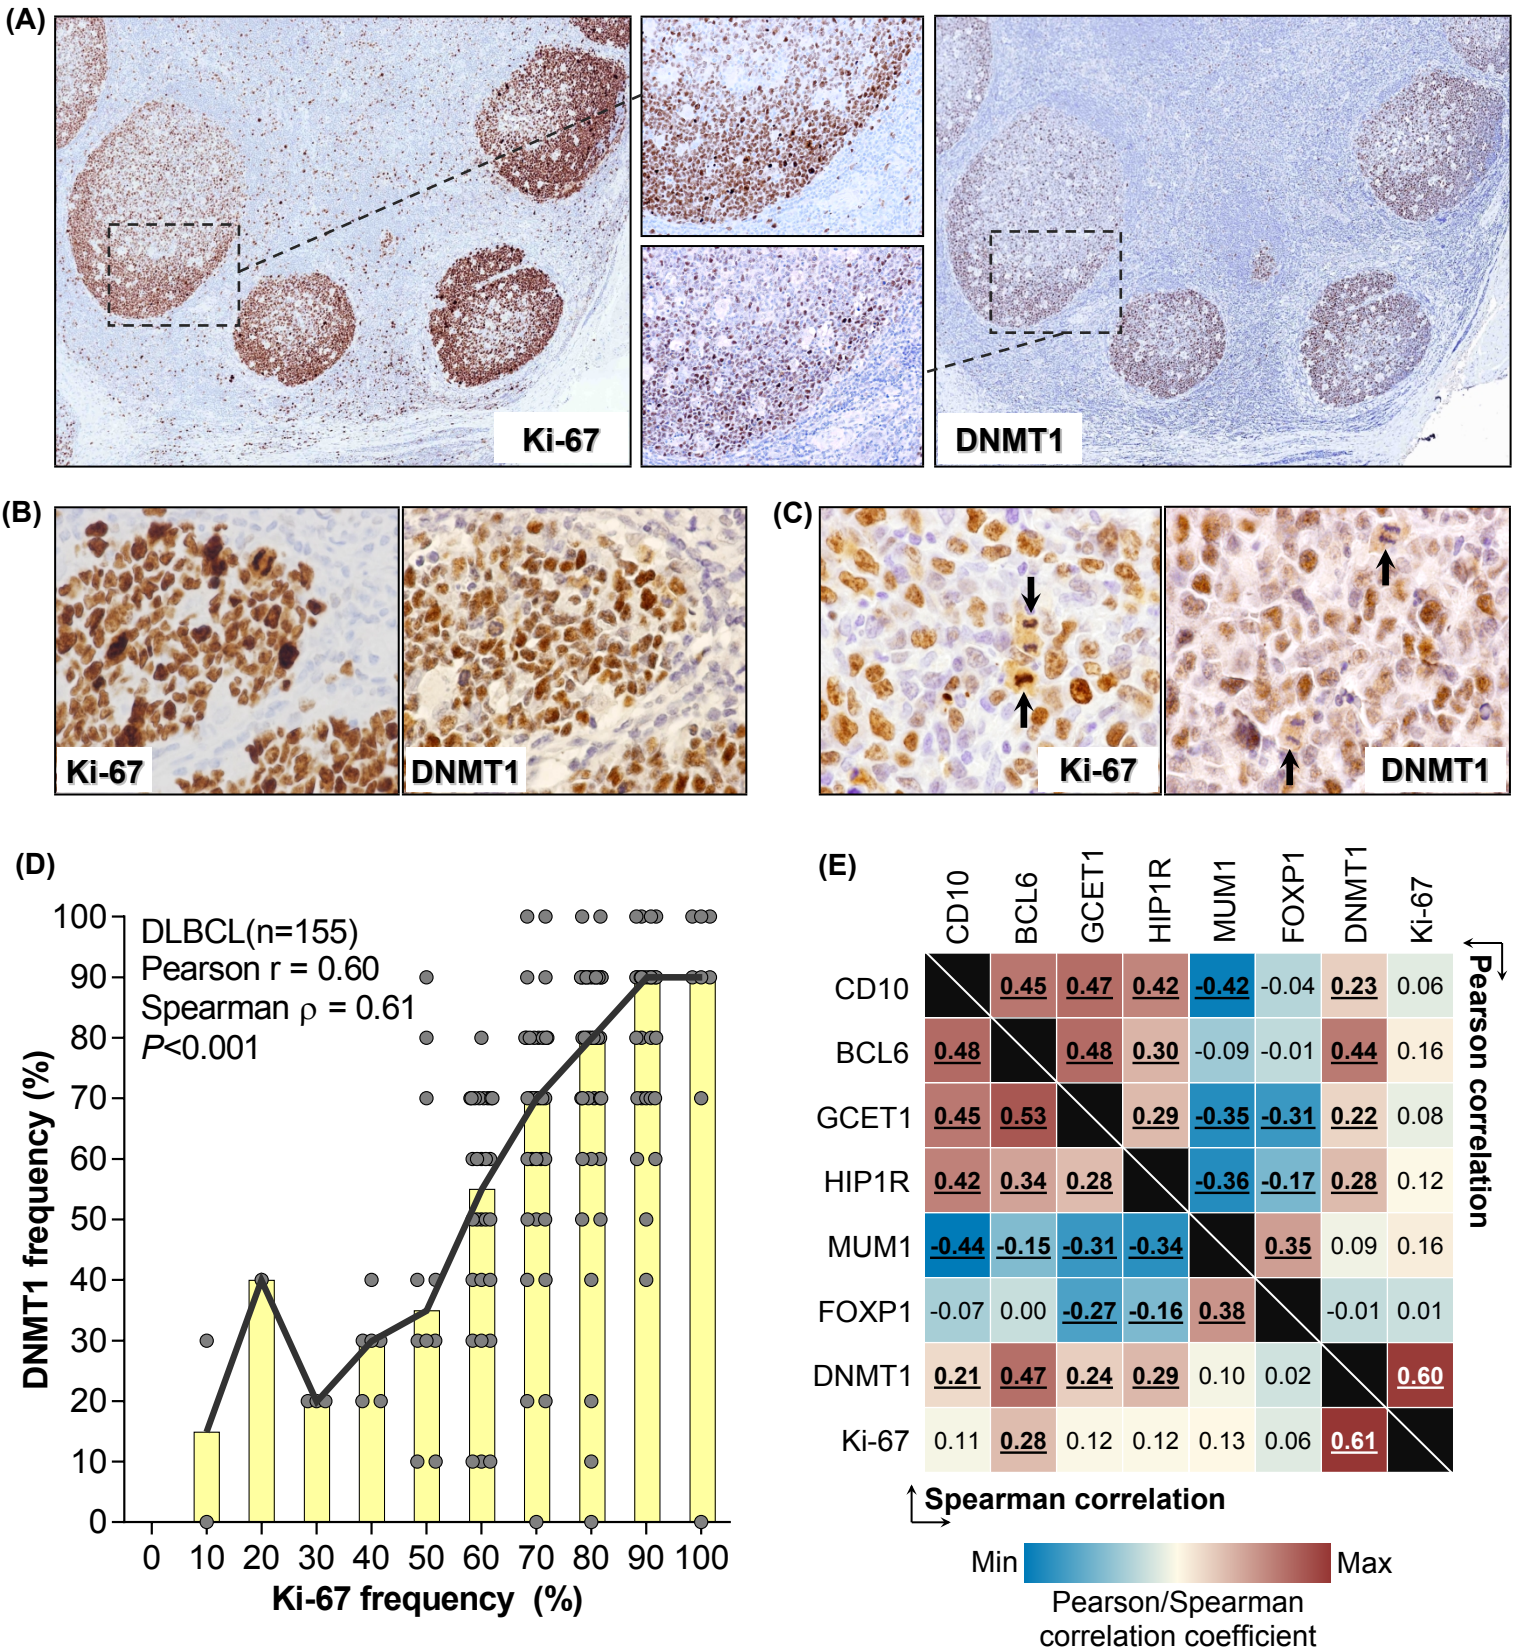 (A)
Ki-67
DNMT1
(B)
Ki-67
DNMT1
(C)
Ki-67
DNMT1
(D)
DLBCL(n=155)
Pearson r = 0.60
Spearman ρ = 0.61
P<0.001
DNMT1 frequency (%)
100
90
80
70
60
50
40
30
20
10
0
0 10 20 30 40 50 60 70 80 90 100
Ki-67 frequency (%)
(E)
CD10 BCL6 GCET1 HIP1R MUM1 FOXP1 DNMT1 Ki-67
Pearson correlation
CD10 0.45 0.47 0.42 -0.42 -0.04 0.23 0.06
BCL6 0.48 0.48 0.30 -0.09 -0.01 0.44 0.16
GCET1 0.45 0.53 0.29 -0.35 -0.31 0.22 0.08
HIP1R 0.42 0.34 0.28 -0.36 -0.17 0.28 0.12
MUM1 -0.44 -0.15 -0.31 -0.34 0.35 0.09 0.16
FOXP1 -0.07 0.00 -0.27 -0.16 0.38 -0.01 0.01
DNMT1 0.21 0.47 0.24 0.29 0.10 0.02 0.60
Ki-67 0.11 0.28 0.12 0.12 0.13 0.06 0.61
Spearman correlation
Min Max
Pearson/Spearman
correlation coefficient